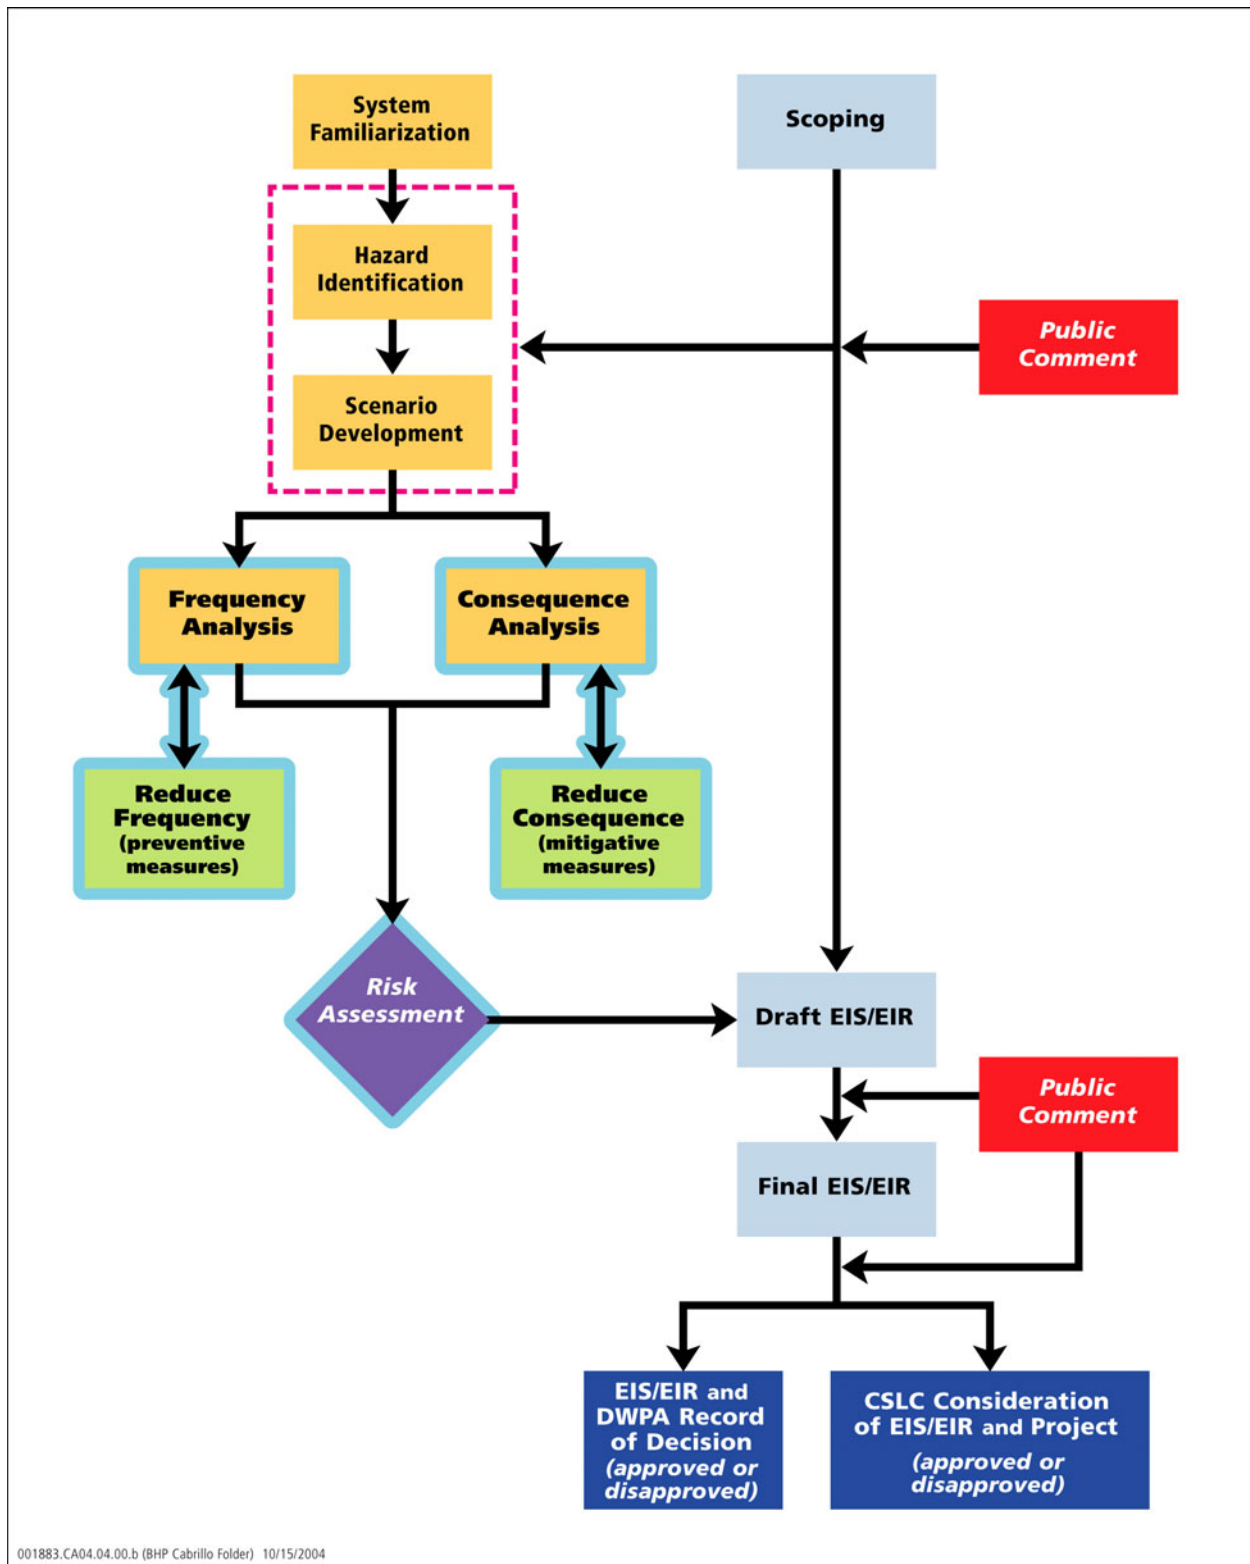 System
Familiarization
Scoping
Hazard
Identification
Public
Comment
Scenario
Development
Frequency
Analysis
Consequence
Analysis
Reduce
Frequency
(preventive
measures)
Reduce
Consequence
(mitigative
measures)
Risk
Assessment
Draft EIS/EIR
Public
Comment
Final EIS/EIR
EIS/EIR and
DWPA Record
of Decision
(approved or
disapproved)
CSLC Consideration
of EIS/EIR and Project
(approved or
disapproved)
001883.CA04.04.00.b (BHP Cabrillo Folder) 10/15/2004